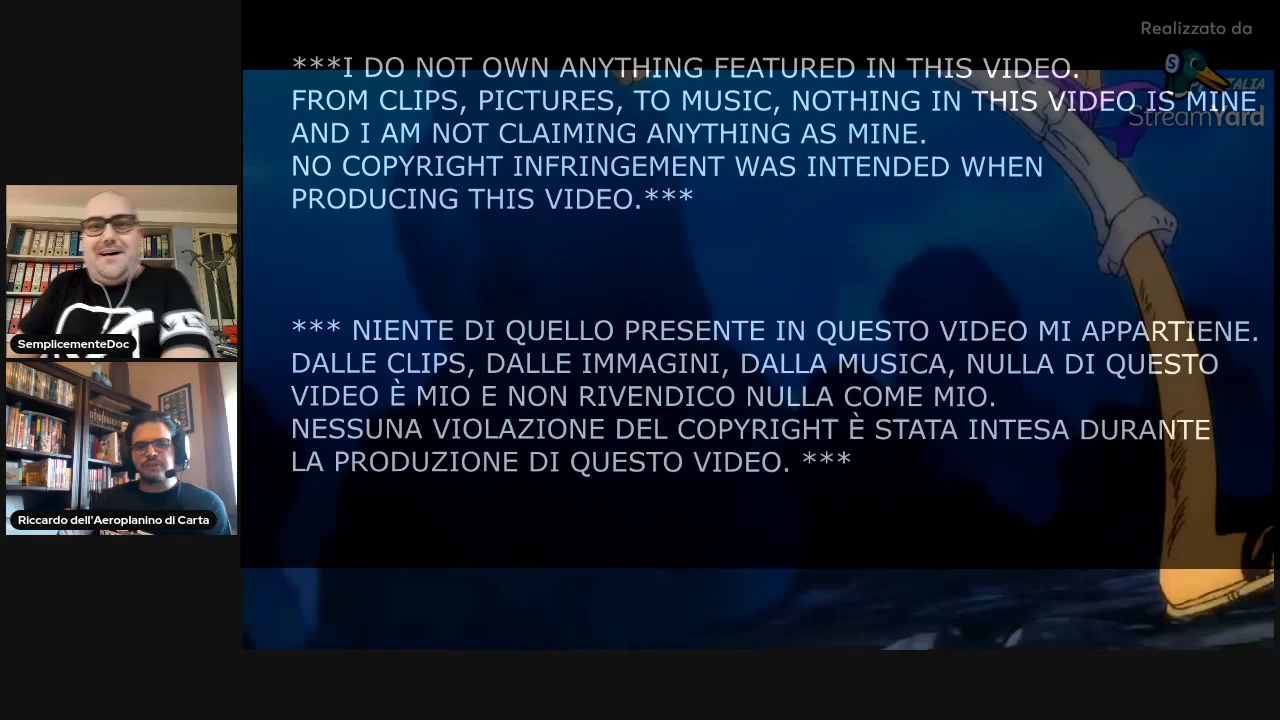 Realizzato da
***I DO NOT OWN ANYTHING FEATURED IN THIS VIDEO.
ITALIA
FROM CLIPS, PICTURES, TO MUSIC, NOTHING IN THIS VIDEO IS MINE
StreamYard
AND I AM NOT CLAIMING ANYTHING AS MINE.
NO COPYRIGHT INFRINGEMENT WAS INTENDED WHEN
PRODUCING THIS VIDEO.***
SemplicementeDoc
*** NIENTE DI QUELLO PRESENTE IN QUESTO VIDEO MI APPARTIENE.
DALLE CLIPS, DALLE IMMAGINI, DALLA MUSICA, NULLA DI QUESTO
VIDEO È MIO E NON RIVENDICO NULLA COME MIO.
NESSUNA VIOLAZIONE DEL COPYRIGHT È STATA INTESA DURANTE
LA PRODUZIONE DI QUESTO VIDEO. ***
Riccardo dell'Aeroplanino di Carta